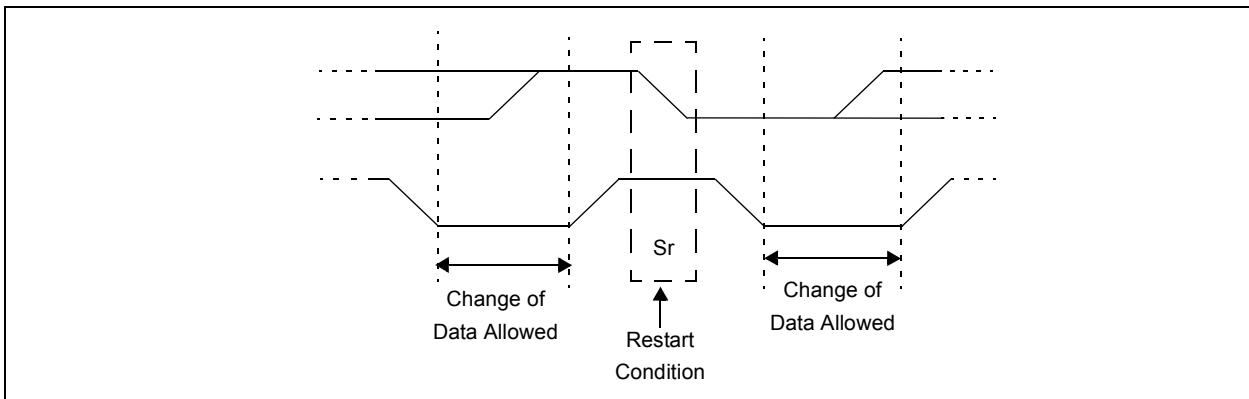 Sr
Change of
Data Allowed
Restart
Condition
Change of
Data Allowed